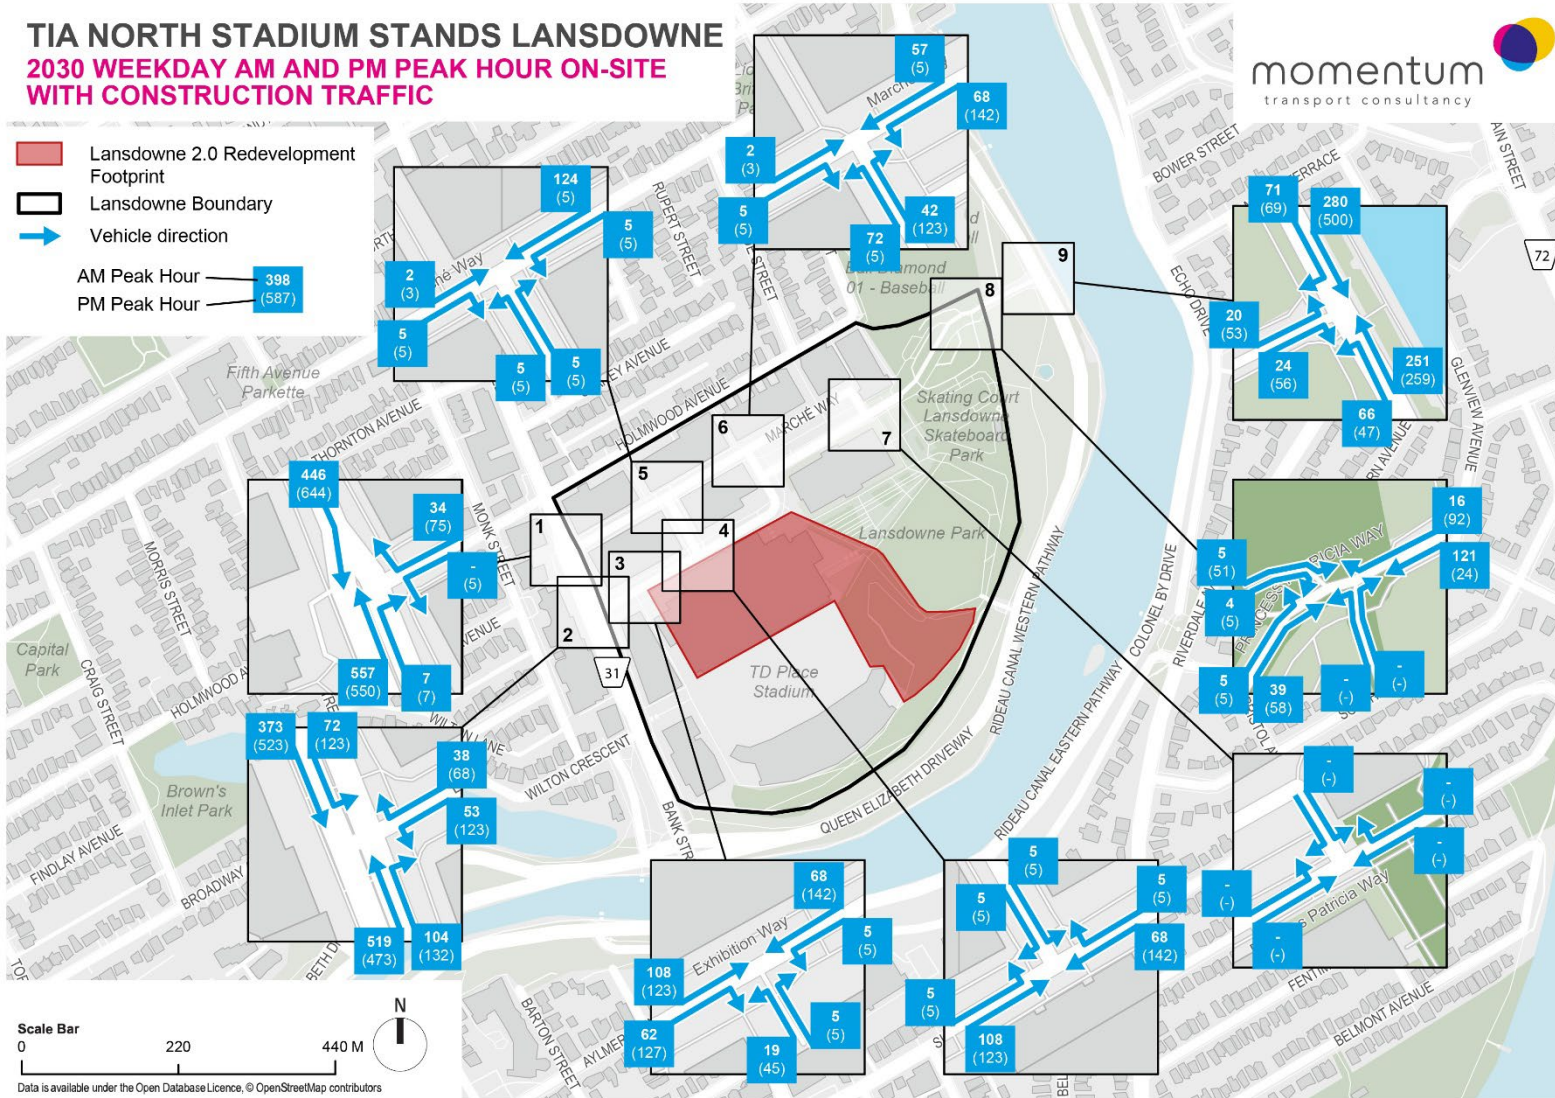 TIA NORTH STADIUM STANDS LANSDOWNE
2030 WEEKDAY AM AND PM PEAK HOUR ON-SITE
WITH CONSTRUCTION TRAFFIC
momentum
transport consultancy
Lansdowne 2.0 Redevelopment
Footprint
Lansdowne Boundary
Vehicle direction
AM Peak Hour
PM Peak Hour
398
(587)
124
(5)
5
(5)
2
(3)
5
(5)
5
(5)
5
(5)
57
(5)
68
(142)
2
(3)
5
(5)
42
(123)
72
(5)
71
(69)
280
(500)
20
(53)
24
(56)
251
(259)
66
(47)
72
BOWER STREET
ECHO DRIVE
GLENVIEW AVENUE
RUPERT STREET
Fifth Avenue
Parkette
THORNTON AVENUE
HOLMWOOD AVENUE
MARCHÉ WAY
01 - Baseball
Skating Court
Lansdowne
Skateboard
Park
Lansdowne Park
TD Place
Stadium
1
2
3
4
5
6
7
8
9
31
446
(644)
34
(75)
-
(5)
557
(550)
7
(7)
MONK STREET
MORRIS STREET
Capital
Park
CRAIG STREET
Brown's
Inlet Park
FINDLAY AVENUE
BROADWAY
WILTON CRESCENT
QUEEN ELIZABETH DRIVEWAY
RIDEAU CANAL WESTERN PATHWAY
RIDEAU CANAL EASTERN PATHWAY
COLONEL BY DRIVE
16
(92)
121
(24)
5
(51)
4
(5)
5
(5)
39
(58)
-
(-)
-
(-)
373
(523)
72
(123)
38
(68)
53
(123)
519
(473)
104
(132)
Exhibition Way
68
(142)
5
(5)
108
(123)
62
(127)
19
(45)
5
(5)
5
(5)
5
(5)
5
(5)
68
(142)
5
(5)
108
(123)
-
(-)
-
(-)
-
(-)
-
(-)
-
(-)
Patricia Way
BARTON STREET
BELMONT AVENUE
N
Scale Bar
0 220 440 M
Data is available under the Open Database Licence, © OpenStreetMap contributors